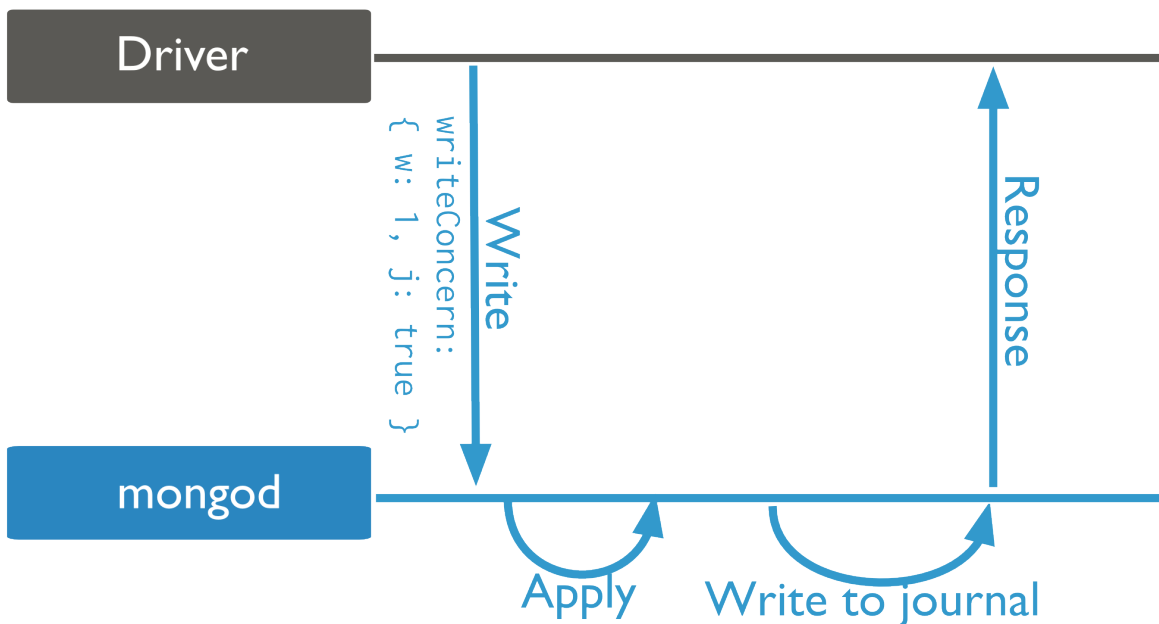 Driver
writeConcern:
{ w: 1, j: true }
Write
Response
mongod
Apply
Write to journal